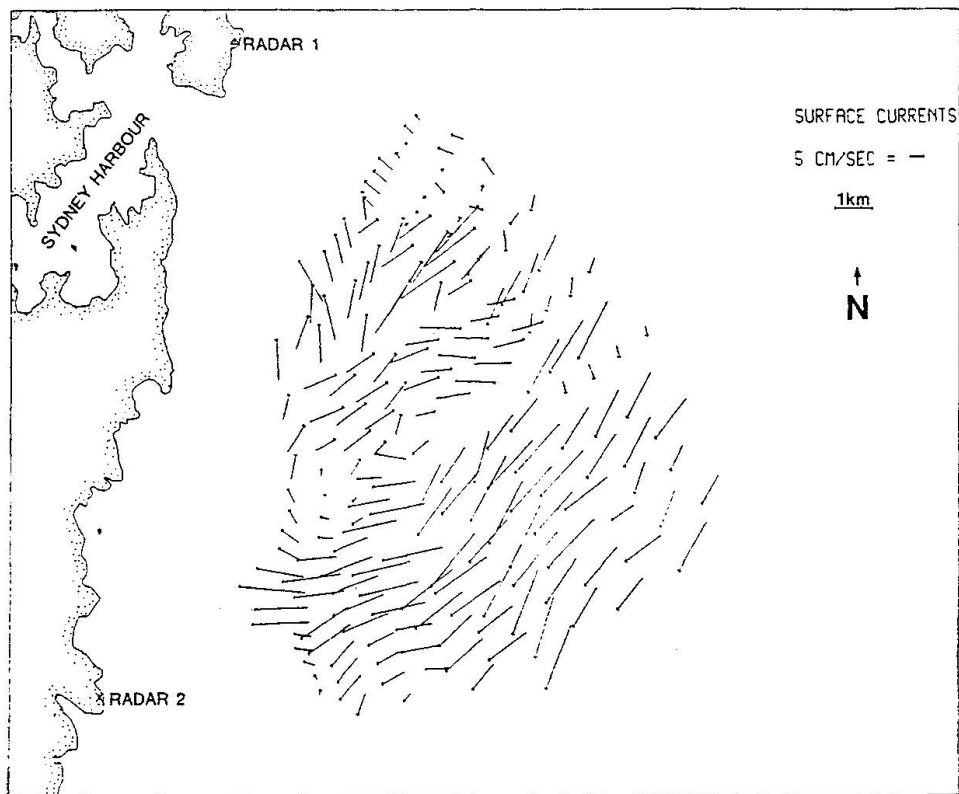 RADAR 1
SURFACE CURRENTS
5 CM/SEC = —
1km
SYDNEY HARBOUR
N
RADAR 2